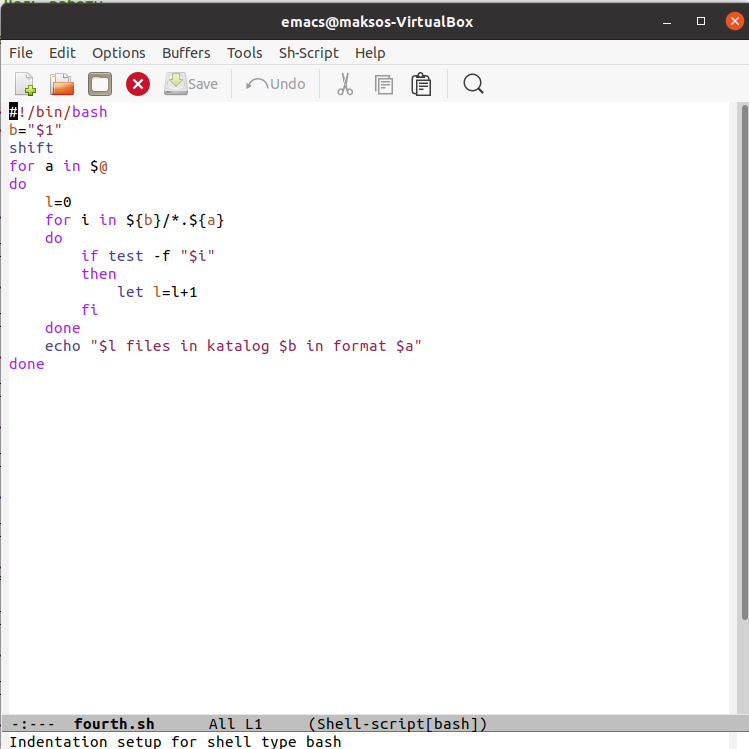 emacs@maksos-VirtualBox
File Edit Options Buffers Tools Sh-Script Help
Save Undo
#!/bin/bash
b="$1"
shift
for a in $@
do
    l=0
    for i in ${b}/*.${a}
    do
        if test -f "$i"
        then
            let l=l+1
        fi
    done
    echo "$l files in katalog $b in format $a"
done
-:--- fourth.sh All L1 (Shell-script[bash])
Indentation setup for shell type bash